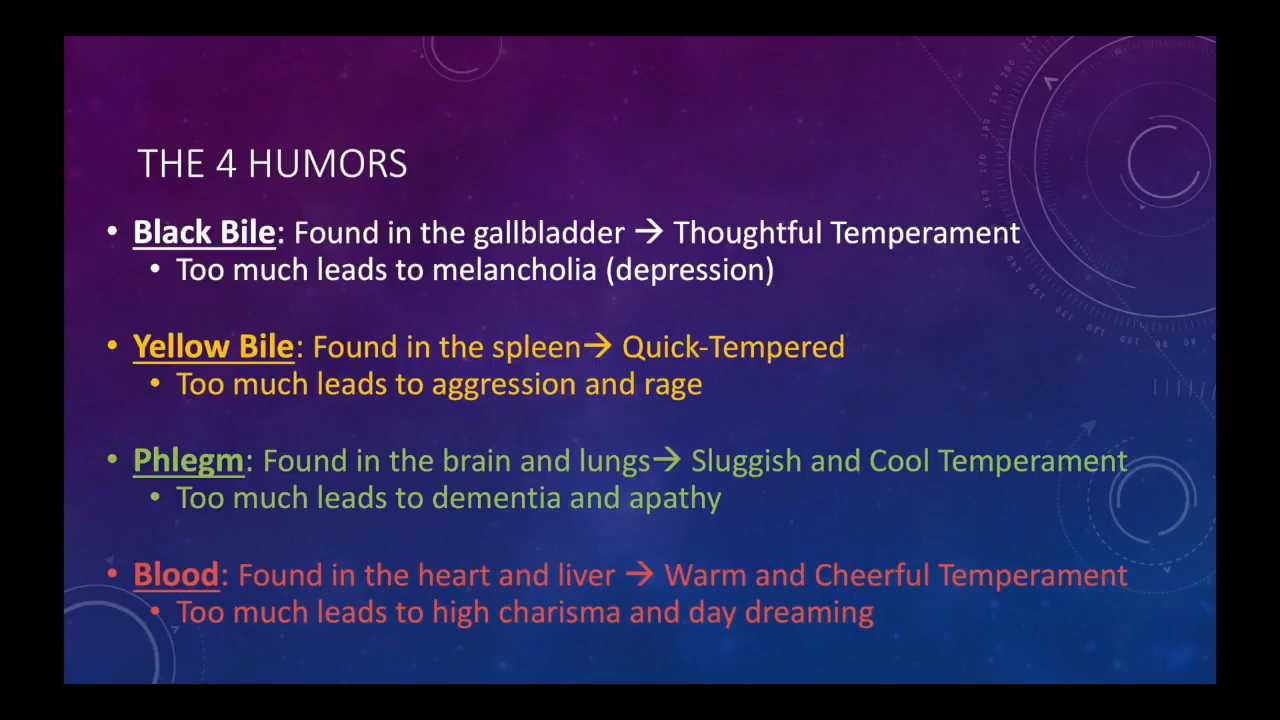 THE 4 HUMORS
• Black Bile: Found in the gallbladder → Thoughtful Temperament
• Too much leads to melancholia (depression)
• Yellow Bile: Found in the spleen→ Quick-Tempered
• Too much leads to aggression and rage
• Phlegm: Found in the brain and lungs→ Sluggish and Cool Temperament
• Too much leads to dementia and apathy
• Blood: Found in the heart and liver → Warm and Cheerful Temperament
• Too much leads to high charisma and day dreaming